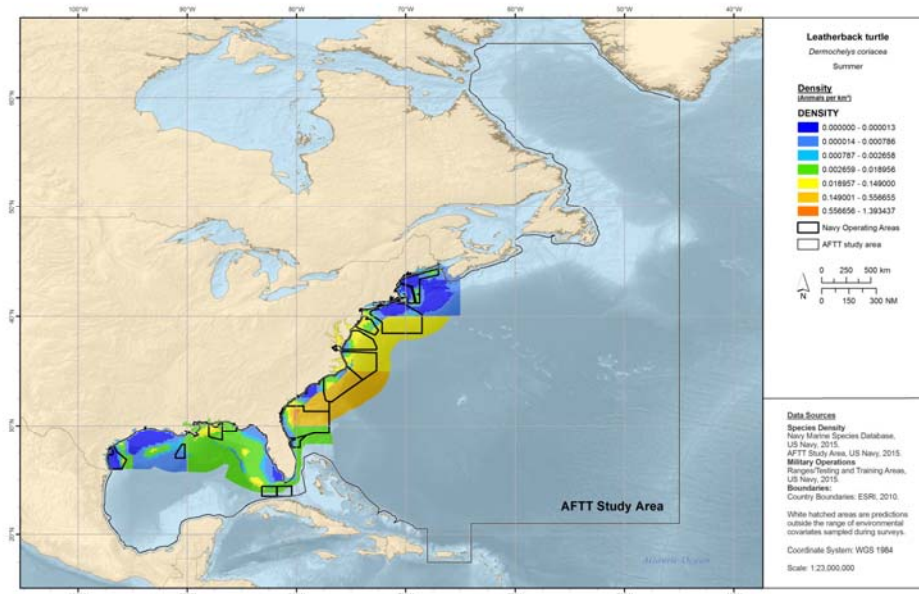 100°W 90°W 80°W 70°W 60°W 50°W 40°W
60°N
50°N
40°N
30°N
20°N
AFTT Study Area
Atlantic Ocean
Leatherback turtle
Dermochelys coriacea
Summer
Density
(Animals per km²)
DENSITY
0.000000 - 0.000013
0.000014 - 0.000786
0.000787 - 0.002658
0.002659 - 0.018956
0.018957 - 0.149000
0.149001 - 0.556655
0.556656 - 1.393437
Navy Operating Areas
AFTT study area
N
0 250 500 km
0 150 300 NM
Data Sources
Species Density
Navy Marine Species Database,
US Navy, 2015.
AFTT Study Area, US Navy, 2015.
Military Operations
Ranges/Testing and Training Areas,
US Navy, 2015.
Boundaries:
Country Boundaries: ESRI, 2010.
White hatched areas are predictions
outside the range of environmental
covariates sampled during surveys.
Coordinate System: WGS 1984
Scale: 1:23,000,000